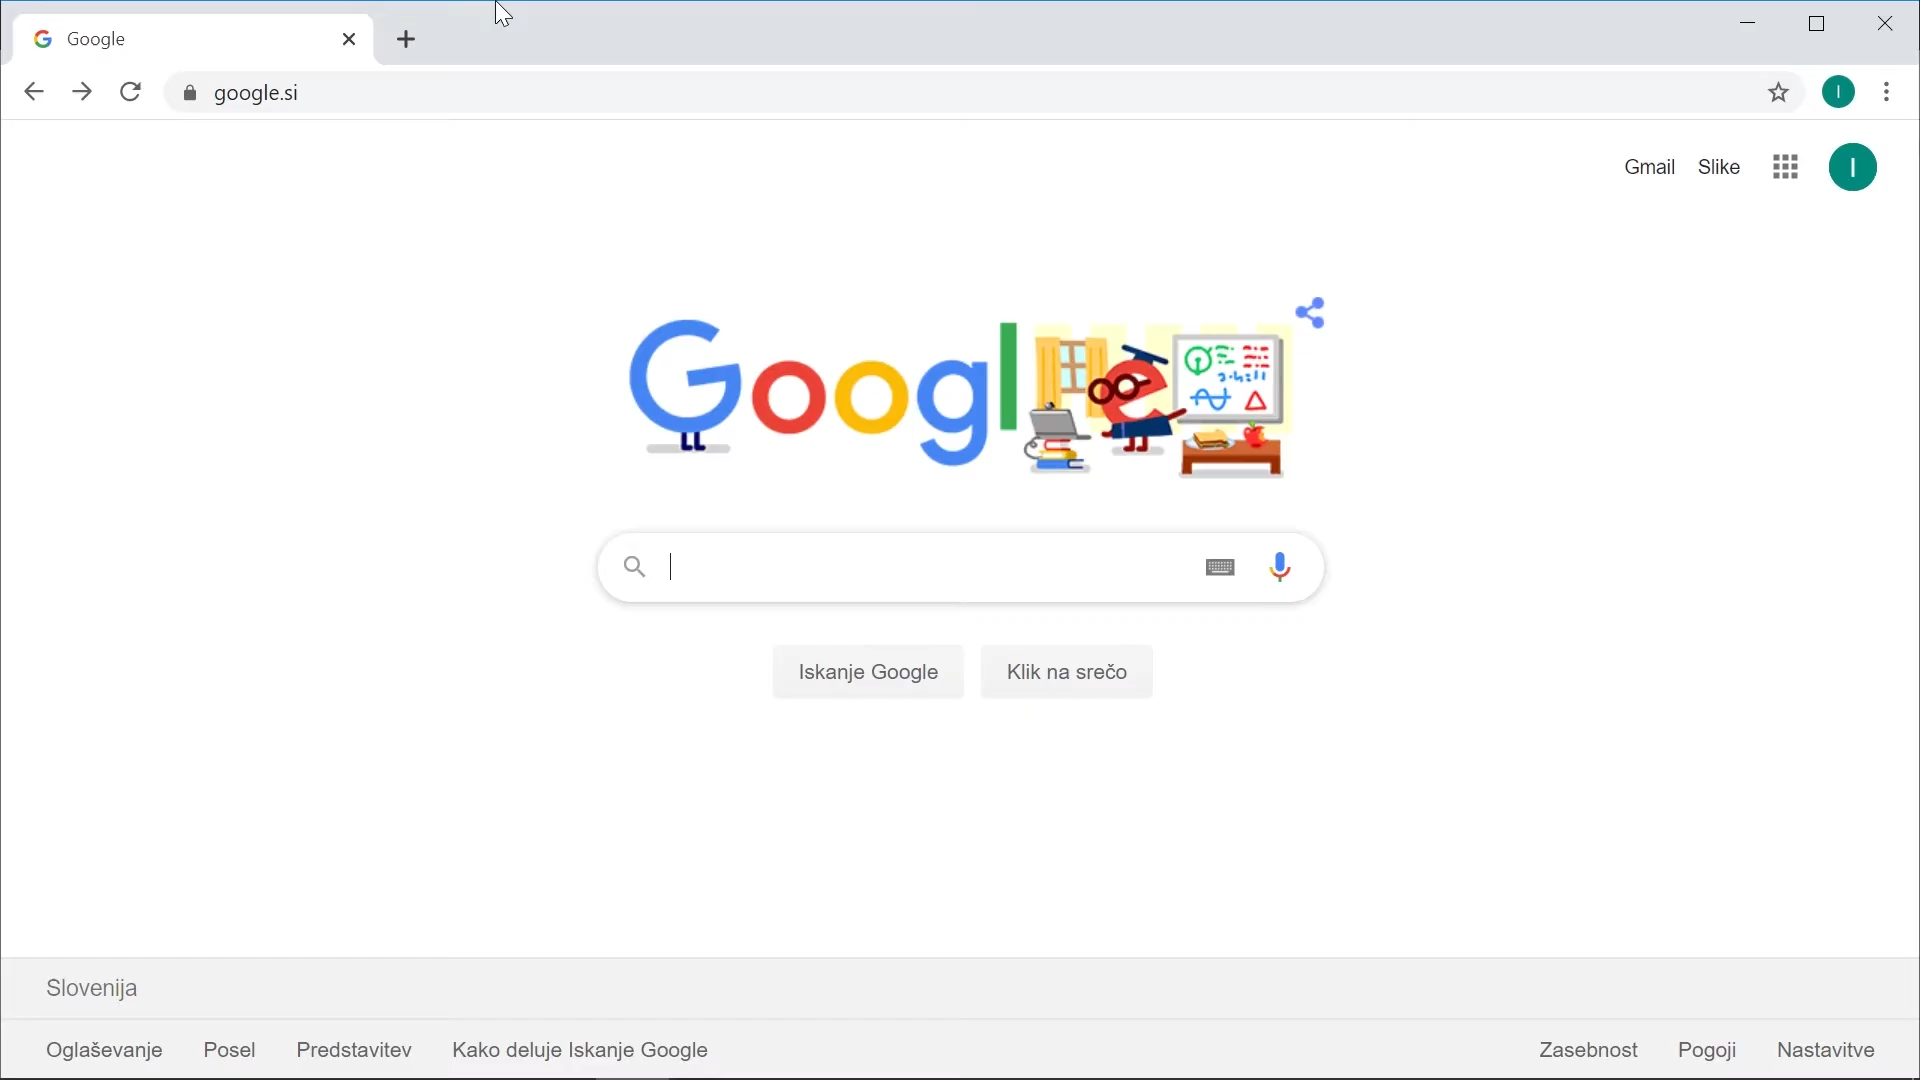 Google
google.si
I
Gmail Slike I
Google
Iskanje Google Klik na srečo
Slovenija
Oglaševanje Posel Predstavitev Kako deluje Iskanje Google Zasebnost Pogoji Nastavitve